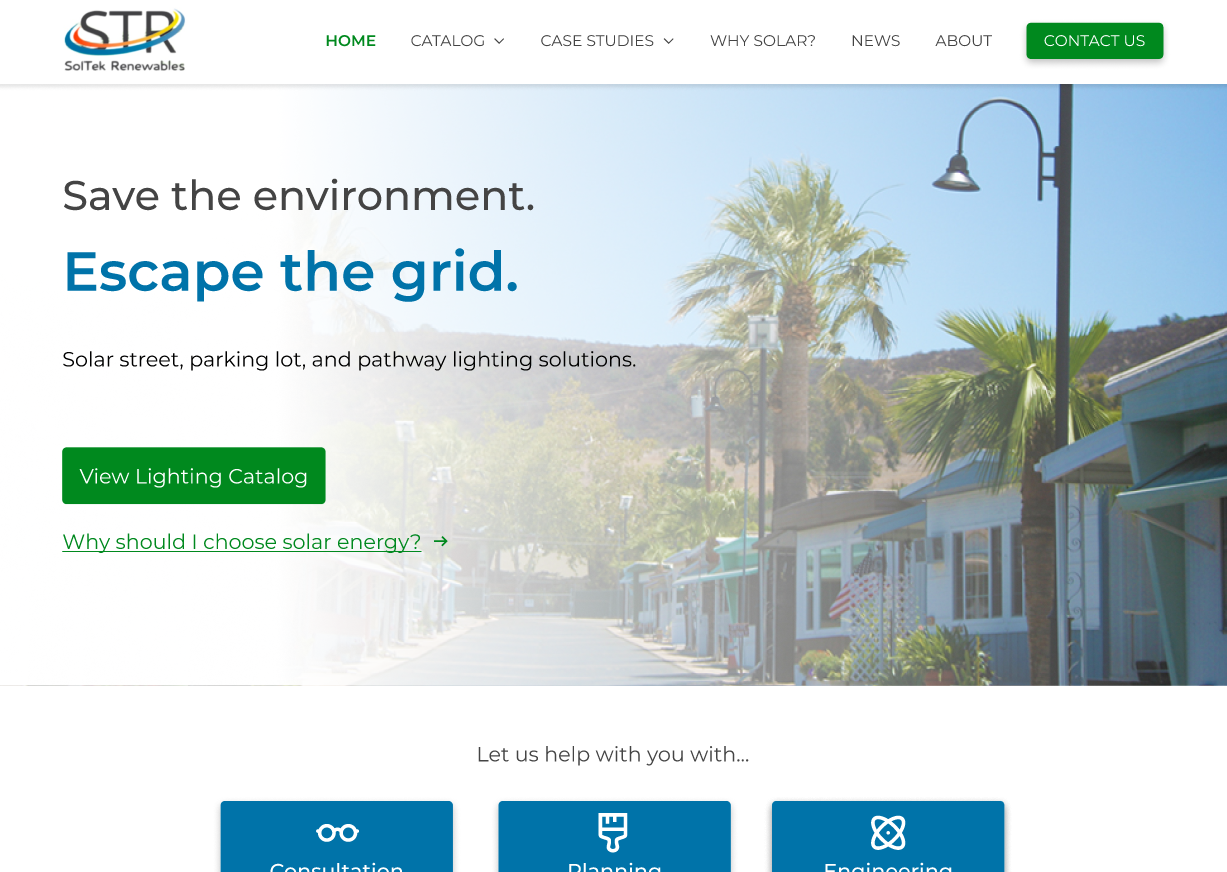 STR
SolTek Renewables
HOME CATALOG CASE STUDIES WHY SOLAR? NEWS ABOUT CONTACT US
Save the environment.
Escape the grid.
Solar street, parking lot, and pathway lighting solutions.
View Lighting Catalog
Why should I choose solar energy? →
Let us help with you with...
Consultation Planning Engineering